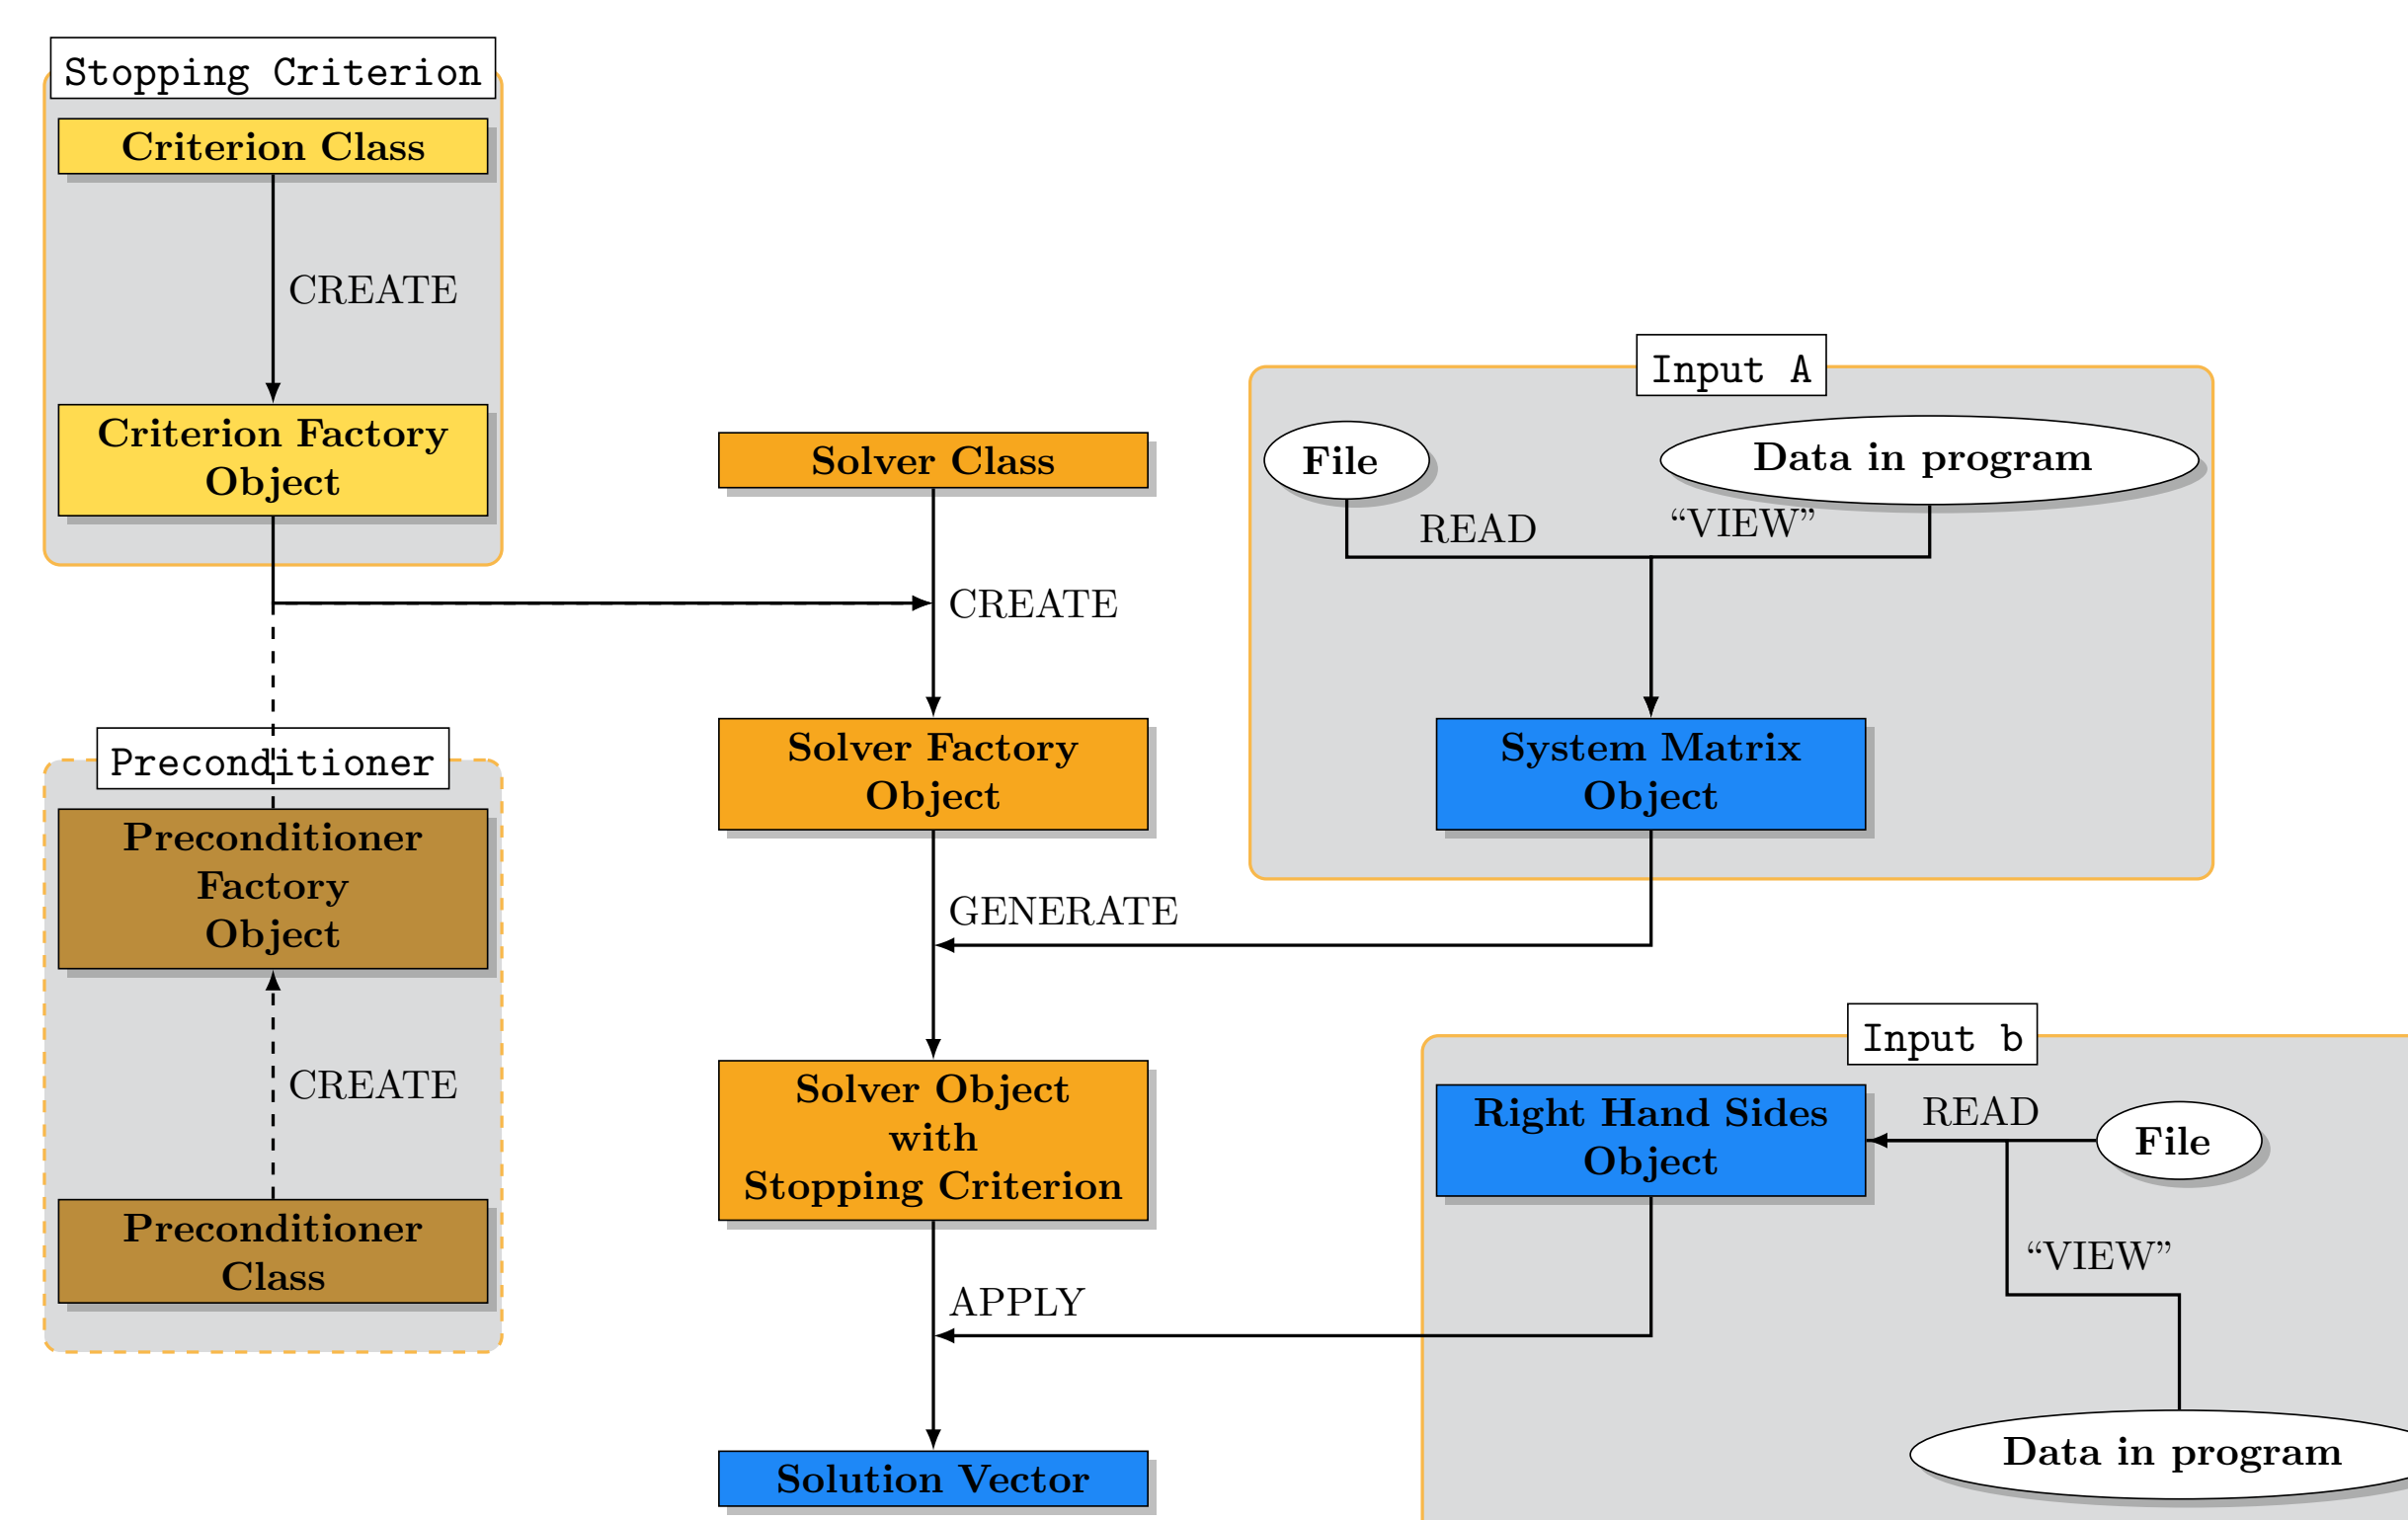 Stopping Criterion
Criterion Class
CREATE
Criterion Factory
Object
Preconditioner
Preconditioner
Factory
Object
CREATE
Preconditioner
Class
Solver Class
CREATE
Solver Factory
Object
GENERATE
Solver Object
with
Stopping Criterion
APPLY
Solution Vector
Input A
File
Data in program
READ
“VIEW”
System Matrix
Object
Input b
Right Hand Sides
Object
READ
File
“VIEW”
Data in program